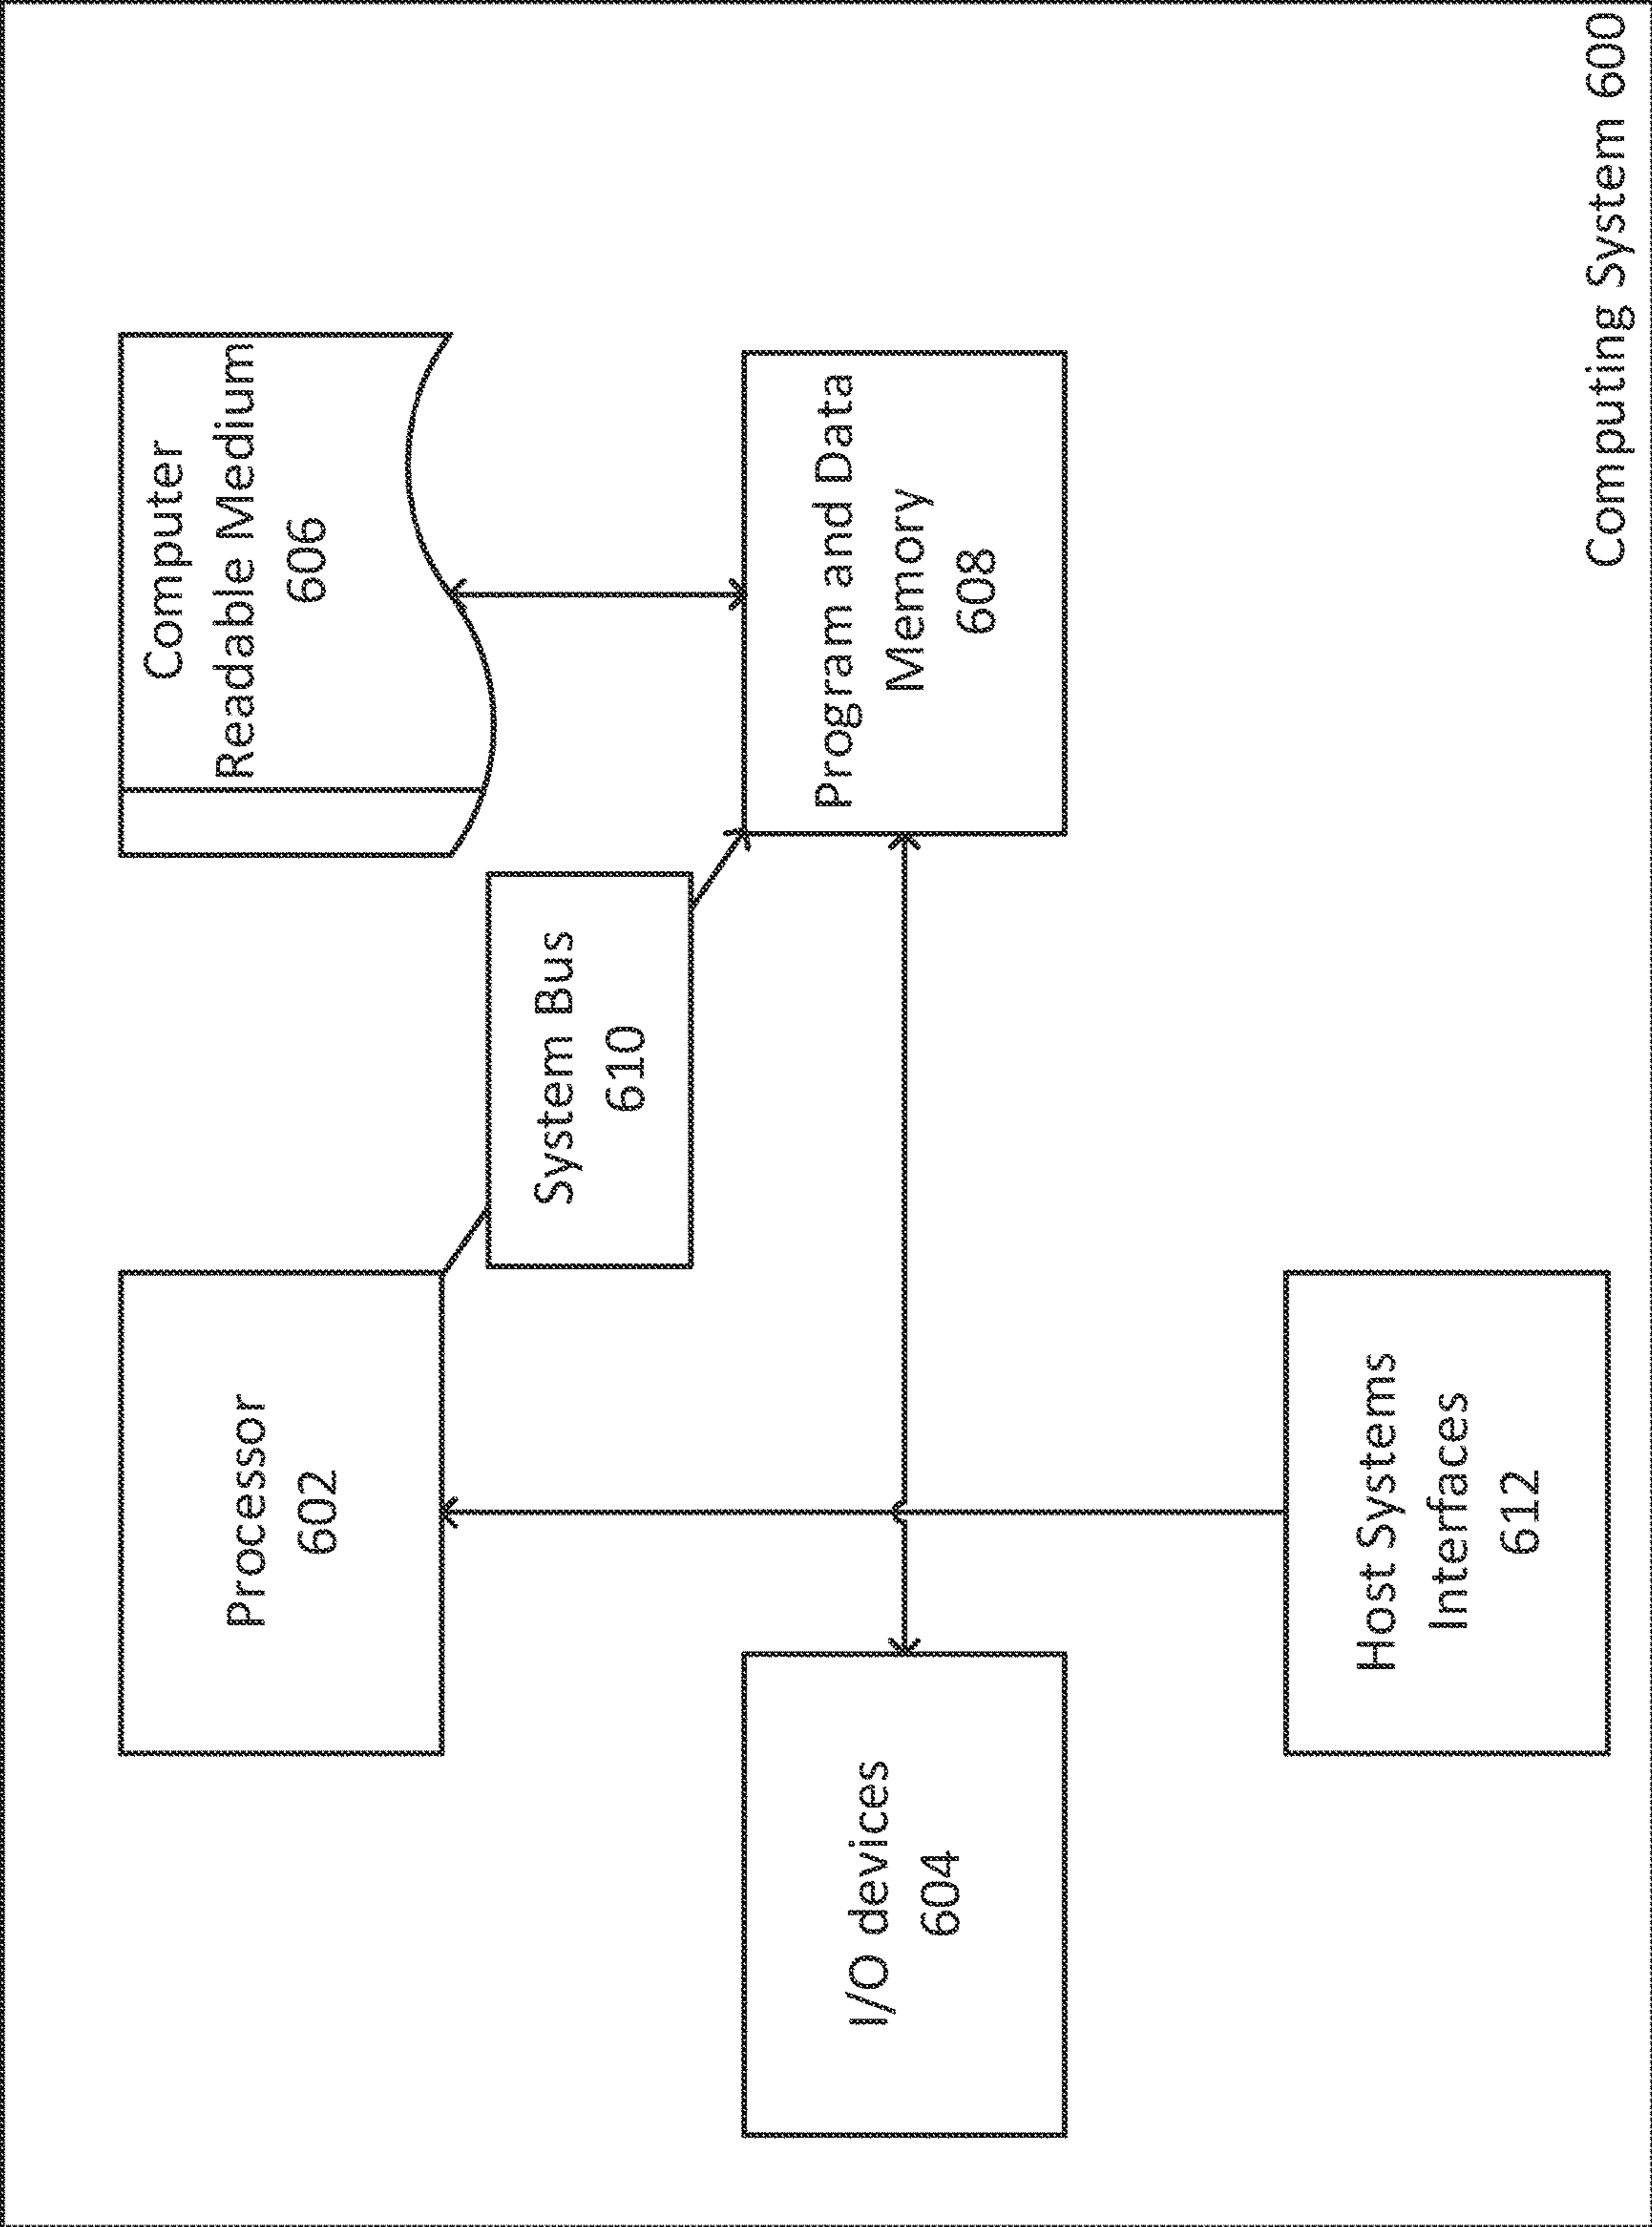 Processor
602
Computer
Readable Medium
606
System Bus
610
I/O devices
604
Program and Data
Memory
608
Host Systems
Interfaces
612
Computing System 600